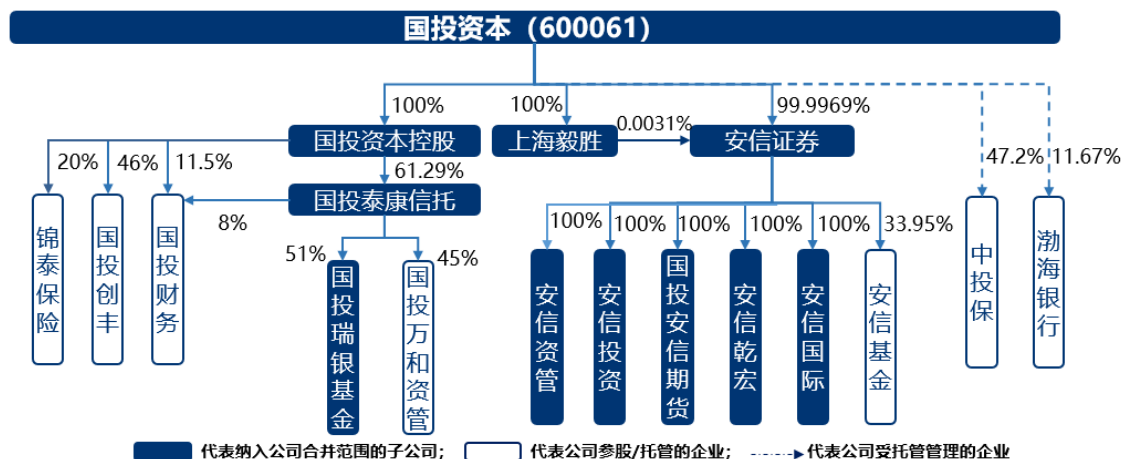 国投资本（600061）
100%
100%
99.9969%
国投资本控股
上海毅胜
0.0031%
安信证券
20%
46%
11.5%
61.29%
47.2%
11.67%
国投泰康信托
8%
锦泰保险
国投创丰
国投财务
51%
45%
国投瑞银基金
国投万和资管
100%
100%
100%
100%
100%
33.95%
安信资管
安信投资
国投安信期货
安信乾宏
安信国际
安信基金
中投保
渤海银行
代表纳入公司合并范围的子公司；
代表公司参股/托管的企业；
代表公司受托管管理的企业